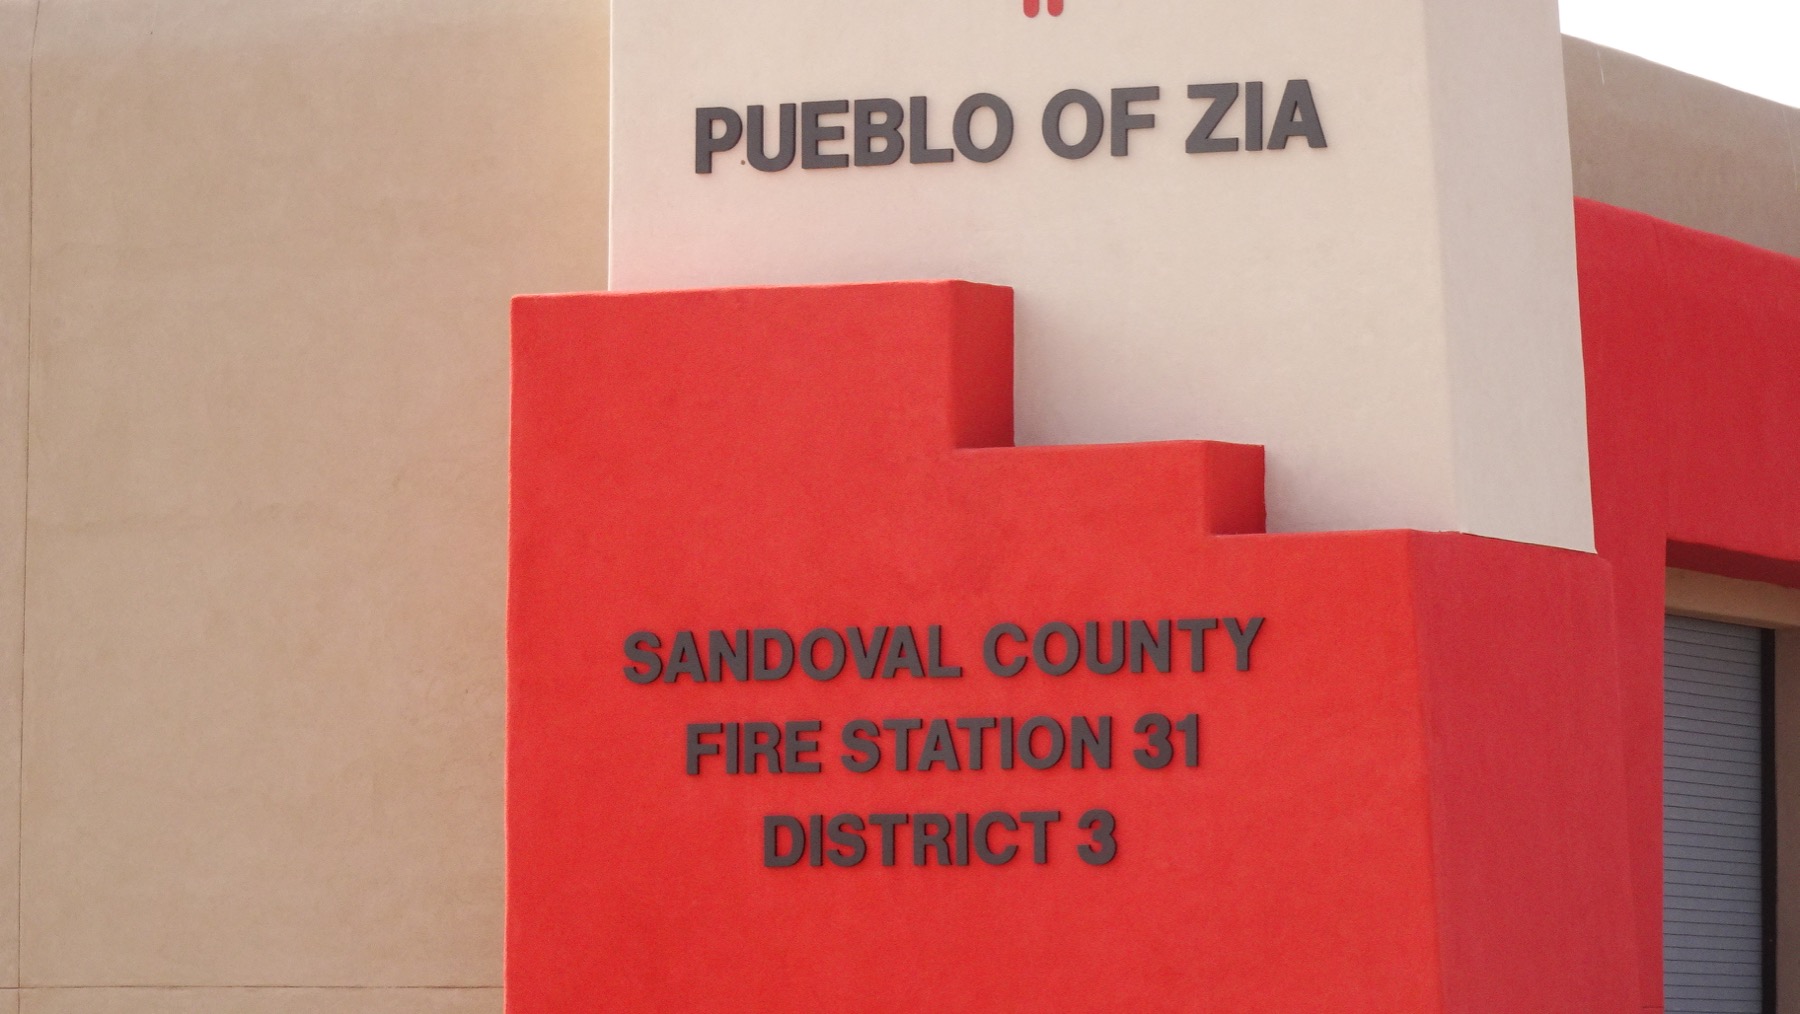 PUEBLO OF ZIA
SANDOVAL COUNTY
FIRE STATION 31
DISTRICT 3